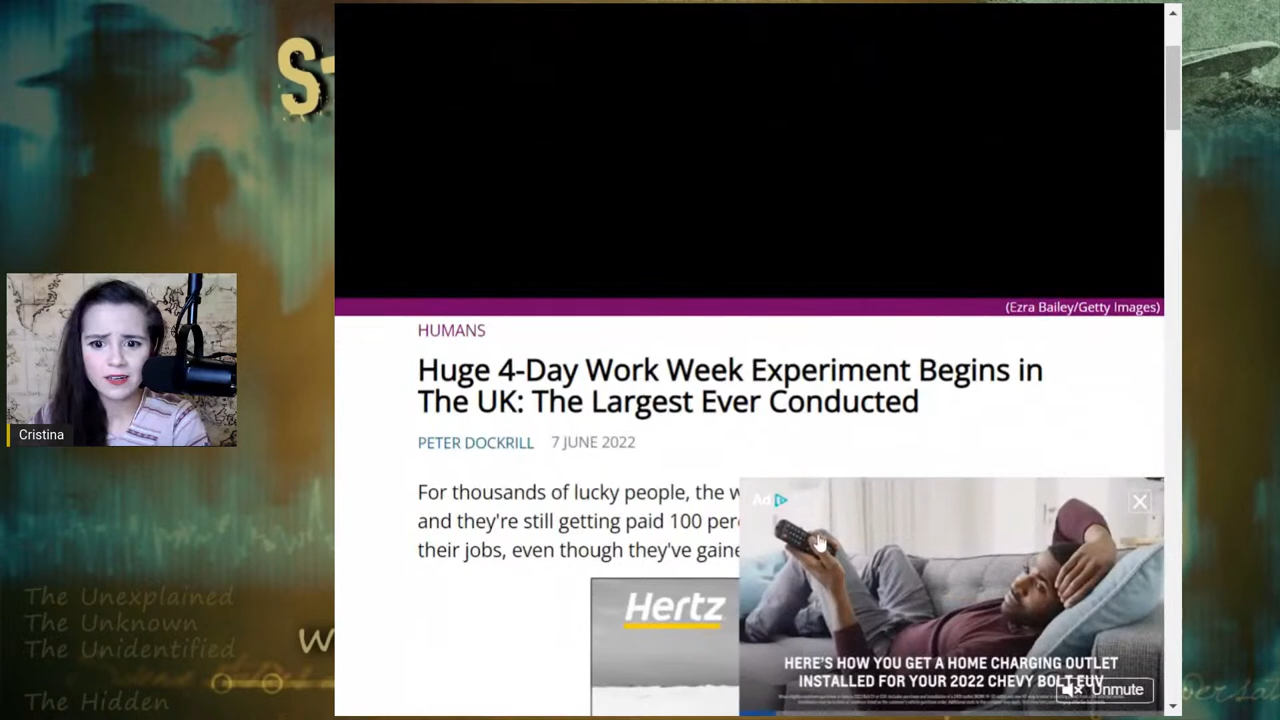 (Ezra Bailey/Getty Images)
HUMANS
Huge 4-Day Work Week Experiment Begins in
The UK: The Largest Ever Conducted
PETER DOCKRILL 7 JUNE 2022
For thousands of lucky people, the w
and they're still getting paid 100 per
their jobs, even though they've gaine
Hertz
Ad
HERE'S HOW YOU GET A HOME CHARGING OUTLET
INSTALLED FOR YOUR 2022 CHEVY BOLT EUV
Unmute
Cristina
The Unexplained
The Unknown
The Unidentified
The Hidden